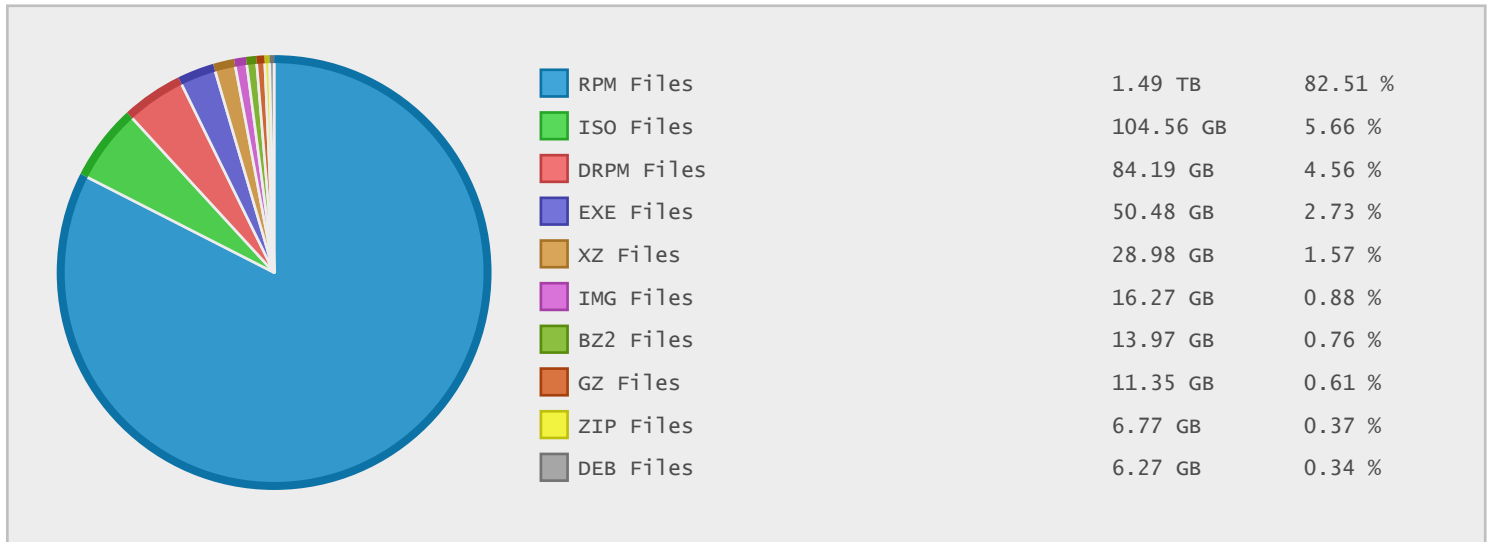 RPM Files 1.49 TB 82.51 %
ISO Files 104.56 GB 5.66 %
DRPM Files 84.19 GB 4.56 %
EXE Files 50.48 GB 2.73 %
XZ Files 28.98 GB 1.57 %
IMG Files 16.27 GB 0.88 %
BZ2 Files 13.97 GB 0.76 %
GZ Files 11.35 GB 0.61 %
ZIP Files 6.77 GB 0.37 %
DEB Files 6.27 GB 0.34 %